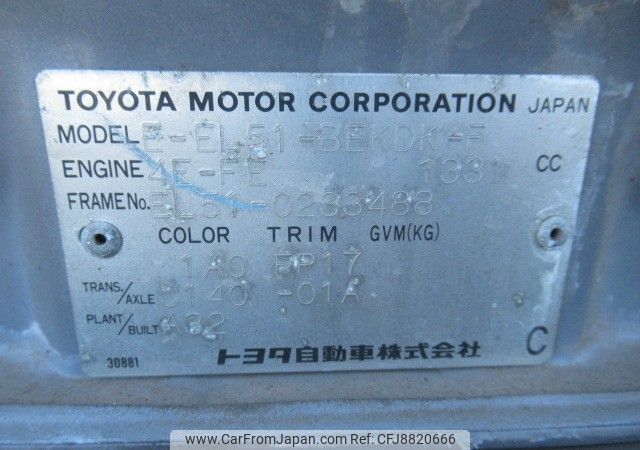 TOYOTA MOTOR CORPORATION JAPAN
MODEL E-EL51-BEKDK-F
ENGINE 4E-FE 1331 CC
FRAME No. EL51-0233488
COLOR TRIM GVM(KG)
1A0 FP17
TRANS./AXLE C140 -01A
PLANT/BUILT A32
30881 トヨタ自動車株式会社 C
www.CarFromJapan.com CFJ8820666